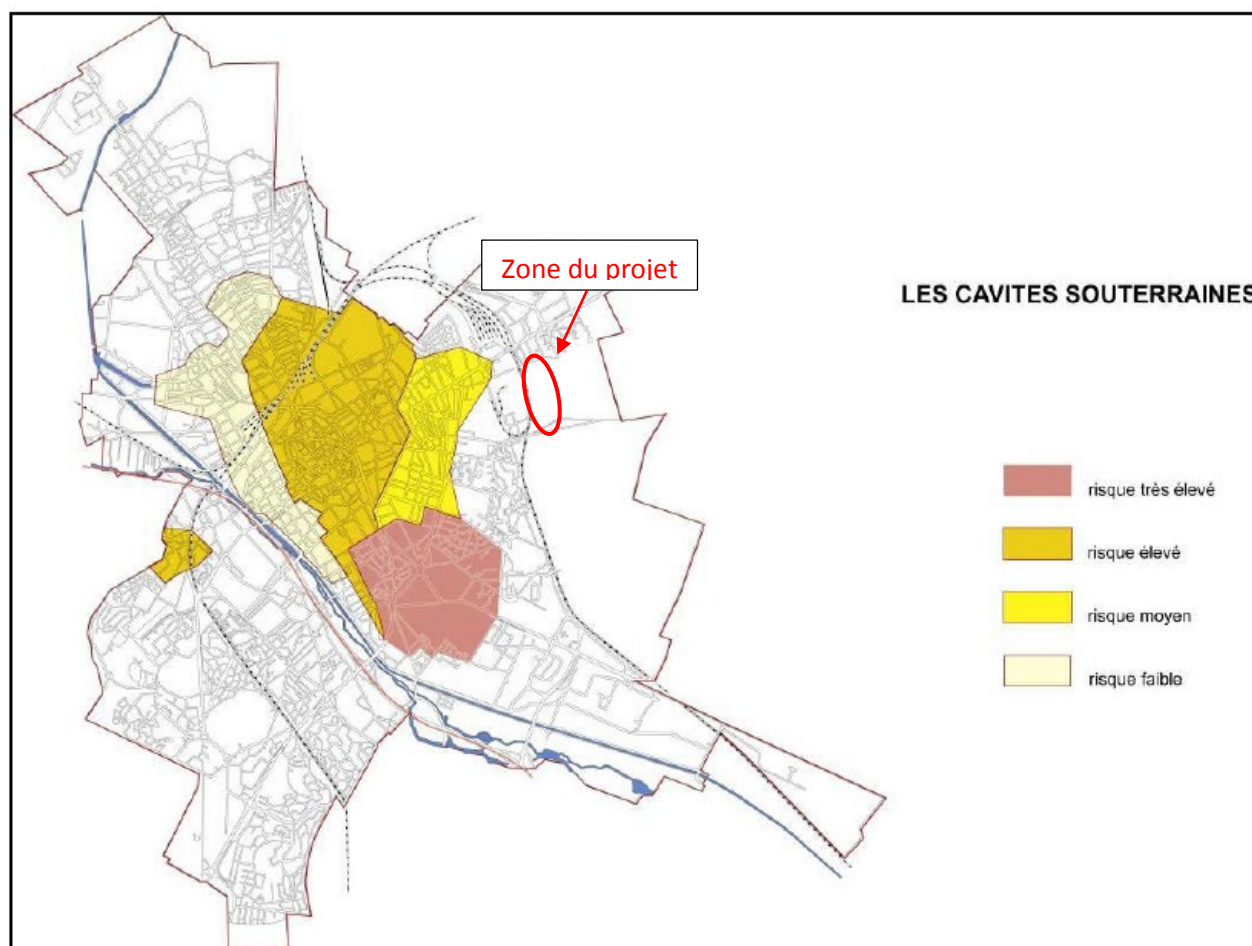 Zone du projet
LES CAVITES SOUTERRAINES
risque très élevé
risque élevé
risque moyen
risque faible